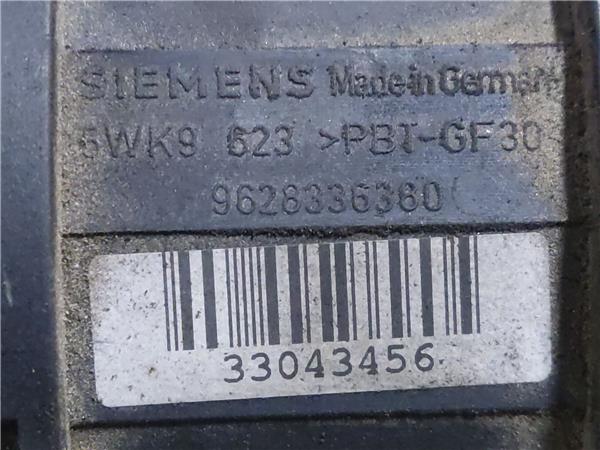 SIEMENS Made in Germany
5WK9 623 >PBT-GF30<
9628336380
33043456